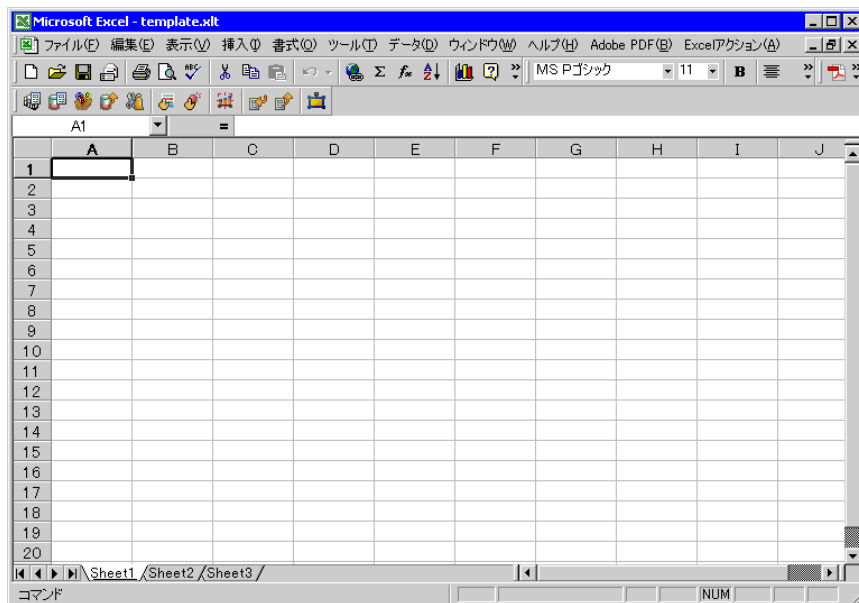 Microsoft Excel - template.xlt
ファイル(F) 編集(E) 表示(V) 挿入(I) 書式(O) ツール(T) データ(D) ウィンドウ(W) ヘルプ(H) Adobe PDF(B) Excelアクション(A)
ABC Σ fx MS Pゴシック 11 B
A1 =
A B C D E F G H I J
1
2
3
4
5
6
7
8
9
10
11
12
13
14
15
16
17
18
19
20
Sheet1 Sheet2 Sheet3
コマンド NUM